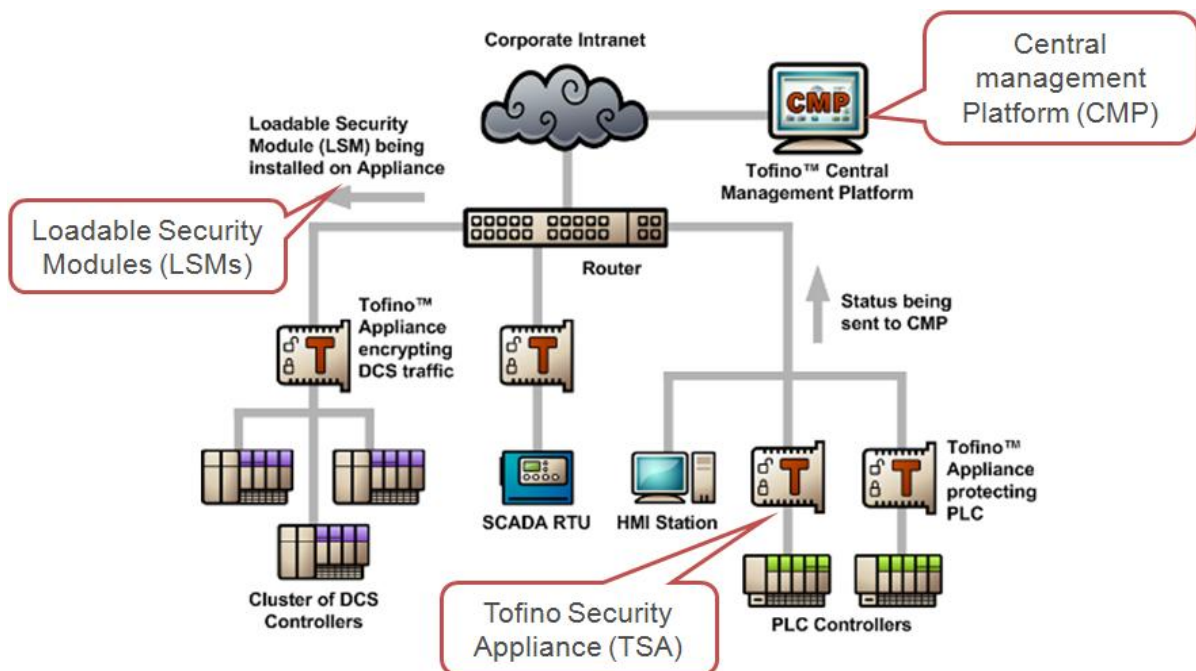 Corporate Intranet
Central
management
Platform (CMP)
CMP
Loadable Security
Module (LSM) being
installed on Appliance
Tofino™ Central
Management Platform
Loadable Security
Modules (LSMs)
Router
Tofino™
Appliance
encrypting
DCS traffic
T
T
Status being
sent to CMP
T
T
Tofino™
Appliance
protecting
PLC
SCADA RTU
HMI Station
Cluster of DCS
Controllers
Tofino Security
Appliance (TSA)
PLC Controllers